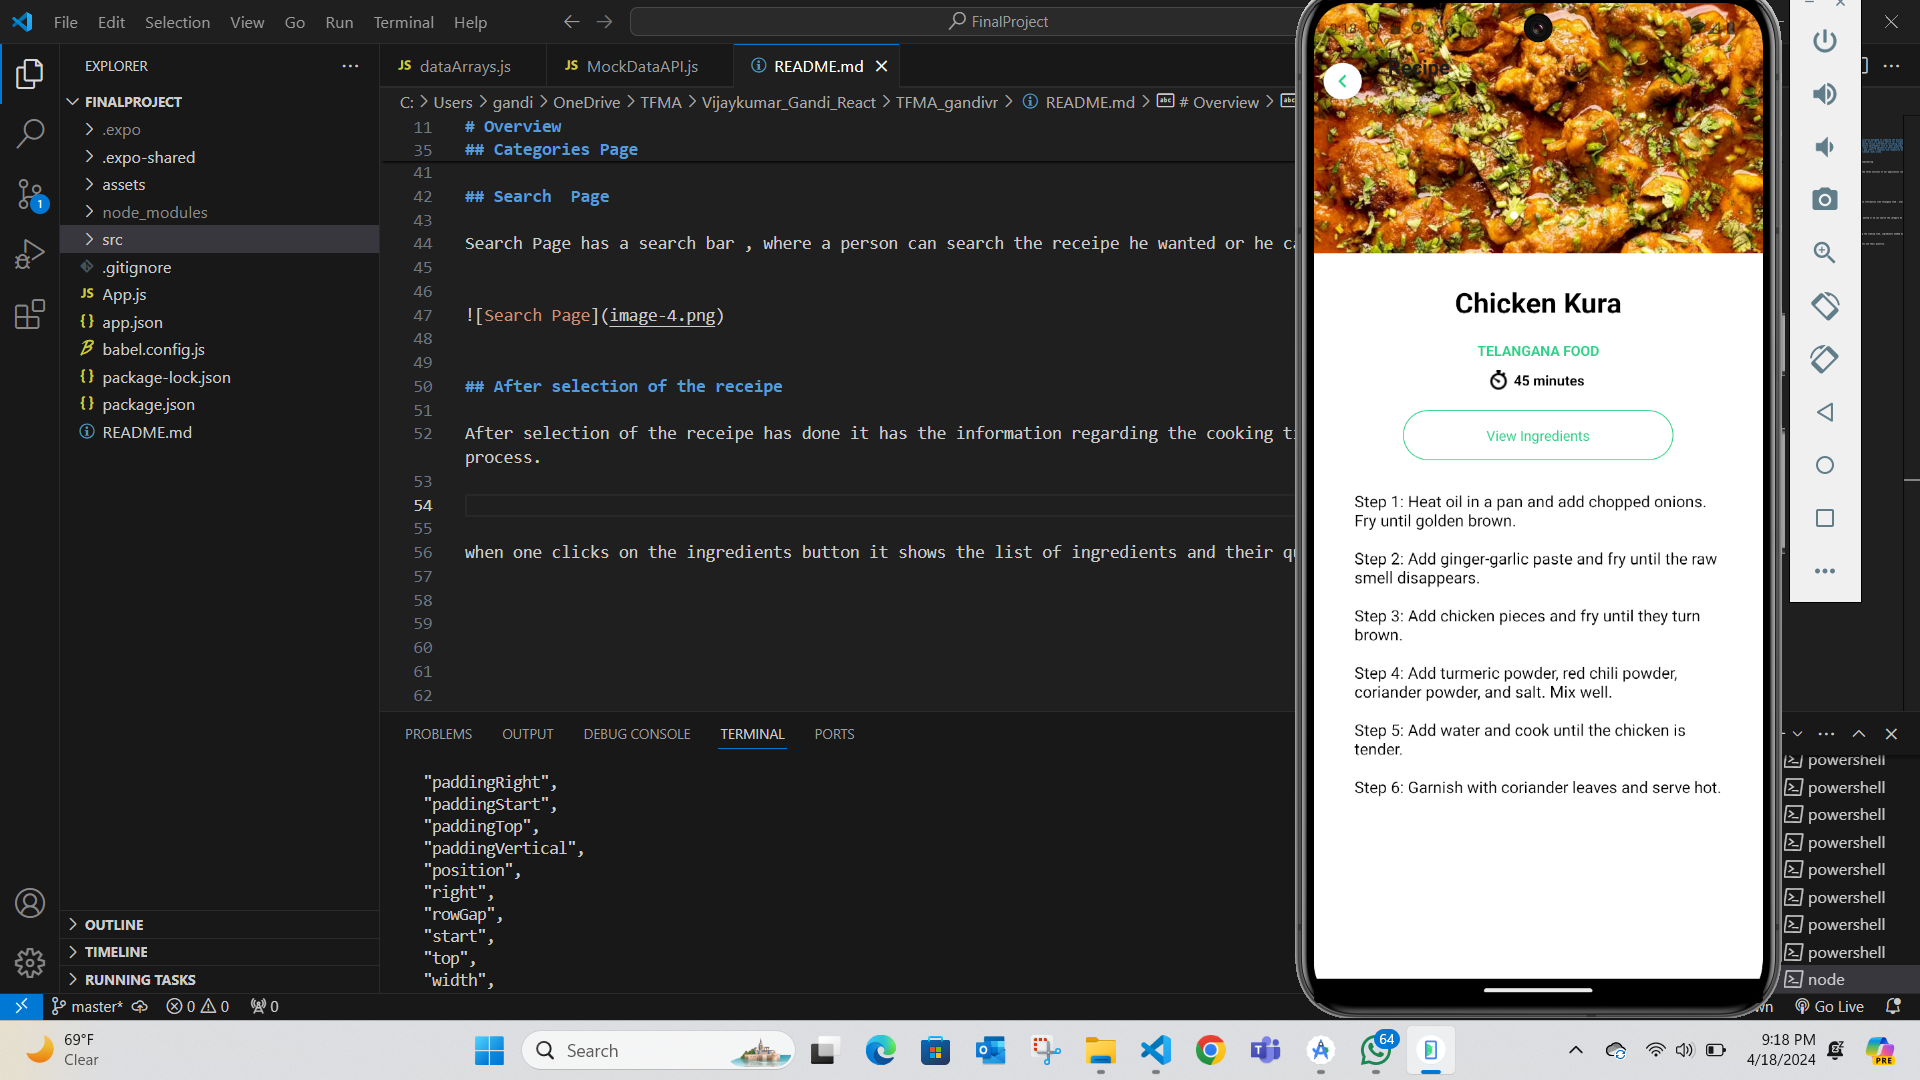 File Edit Selection View Go Run Terminal Help
FinalProject
EXPLORER
FINALPROJECT
.expo
.expo-shared
assets
node_modules
src
.gitignore
JS App.js
{} app.json
babel.config.js
{} package-lock.json
{} package.json
README.md
OUTLINE
TIMELINE
RUNNING TASKS
1
JS dataArrays.js
JS MockDataAPI.js
README.md
C: > Users > gandi > OneDrive > TFMA > Vijaykumar_Gandi_React > TFMA_gandivr > README.md > # Overview >
11 # Overview
35 ## Categories Page
41
42 ## Search  Page
43
44 Search Page has a search bar , where a person can search the receipe he wanted or he
45
46
47 ![Search Page](image-4.png)
48
49
50 ## After selection of the receipe
51
52 After selection of the receipe has done it has the information regarding the cooking
process.
53
54
55
56 when one clicks on the ingredients button it shows the list of ingredients and their
57
58
59
60
61
62
PROBLEMS OUTPUT DEBUG CONSOLE TERMINAL PORTS
"paddingRight",
"paddingStart",
"paddingTop",
"paddingVertical",
"position",
"right",
"rowGap",
"start",
"top",
"width",
powershell
powershell
powershell
powershell
powershell
powershell
powershell
powershell
node
Recipe
Chicken Kura
TELANGANA FOOD
45 minutes
View Ingredients
Step 1: Heat oil in a pan and add chopped onions.
Fry until golden brown.
Step 2: Add ginger-garlic paste and fry until the raw
smell disappears.
Step 3: Add chicken pieces and fry until they turn
brown.
Step 4: Add turmeric powder, red chili powder,
coriander powder, and salt. Mix well.
Step 5: Add water and cook until the chicken is
tender.
Step 6: Garnish with coriander leaves and serve hot.
master* 0 0 0
Go Live
69°F
Clear
Search
64
9:18 PM
4/18/2024
PRE